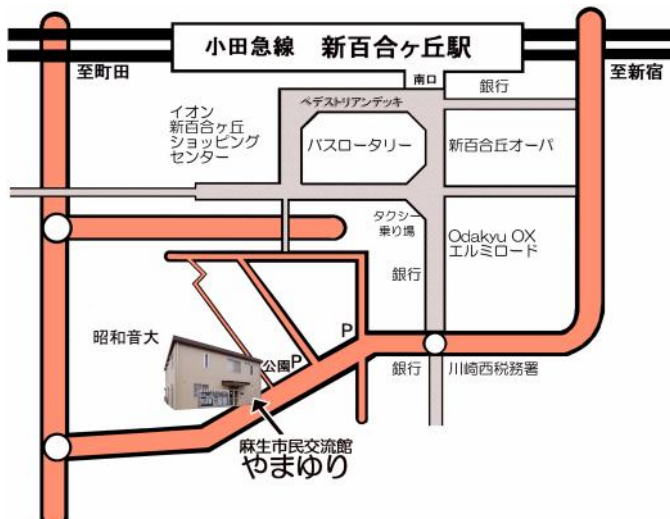 小田急線 新百合ヶ丘駅
至町田
至新宿
南口
銀行
ペデストリアンデッキ
イオン
新百合ヶ丘
ショッピング
センター
バスロータリー
新百合丘オーパ
タクシー
乗り場
Odakyu OX
エルミロード
銀行
昭和音大
P
公園
P
銀行
川崎西税務署
麻生市民交流館
やまゆり